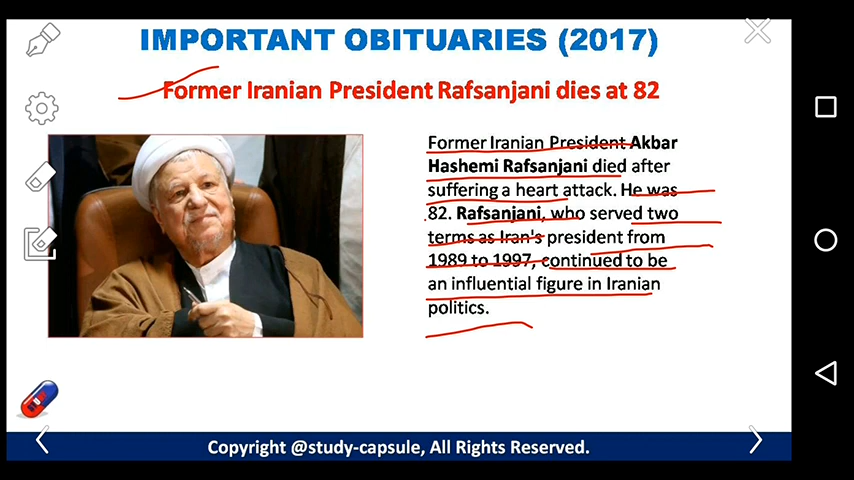 IMPORTANT OBITUARIES (2017)
Former Iranian President Rafsanjani dies at 82
Former Iranian President Akbar
Hashemi Rafsanjani died after
suffering a heart attack. He was
82. Rafsanjani, who served two
terms as Iran's president from
1989 to 1997, continued to be
an influential figure in Iranian
politics.
Copyright @study-capsule, All Rights Reserved.